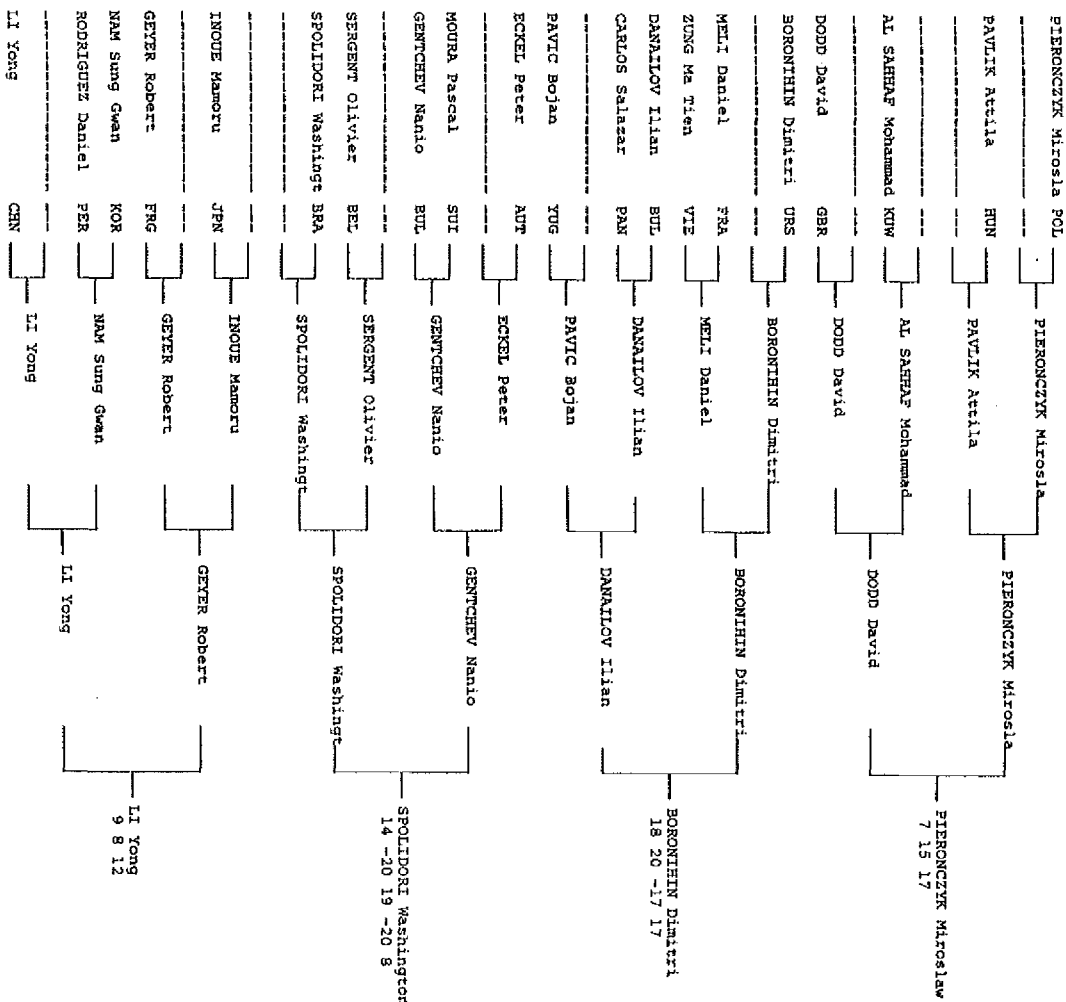 PIERONCZYK Mirosla POL
------------------ ---
PAVLIK Attila HUN
------------------ ---
------------------ ---
AL SAHHAF Mohammad KUW
------------------ ---
DODD David GBR
BORONIHIN Dimitri URS
------------------ ---
MELI Daniel FRA
ZUNG Ma Tien VIE
DANAILOV Ilian BUL
CARLOS Salazar PAN
------------------ ---
PAVIC Bojan YUG
ECKEL Peter AUT
------------------ ---
MOURA Pascal SUI
GENTCHEV Nanio BUL
------------------ ---
SERGENT Olivier BEL
SPOLIDORI Washingt BRA
------------------ ---
------------------ ---
INOUE Mamoru JPN
------------------ ---
GEYER Robert FRG
NAM Sung Gwan KOR
RODRIGUEZ Daniel PER
------------------ ---
LI Yong CHN
PIERONCZYK Mirosla
PAVLIK Attila
AL SAHHAF Mohammad
DODD David
BORONIHIN Dimitri
MELI Daniel
DANAILOV Ilian
PAVIC Bojan
ECKEL Peter
GENTCHEV Nanio
SERGENT Olivier
SPOLIDORI Washingt
INOUE Mamoru
GEYER Robert
NAM Sung Gwan
LI Yong
PIERONCZYK Mirosla
DODD David
BORONIHIN Dimitri
DANAILOV Ilian
GENTCHEV Nanio
SPOLIDORI Washingt
GEYER Robert
LI Yong
PIERONCZYK Miroslaw
7 15 17
BORONIHIN Dimitri
18 20 -17 17
SPOLIDORI Washington
14 -20 19 -20 8
LI Yong
9 8 12